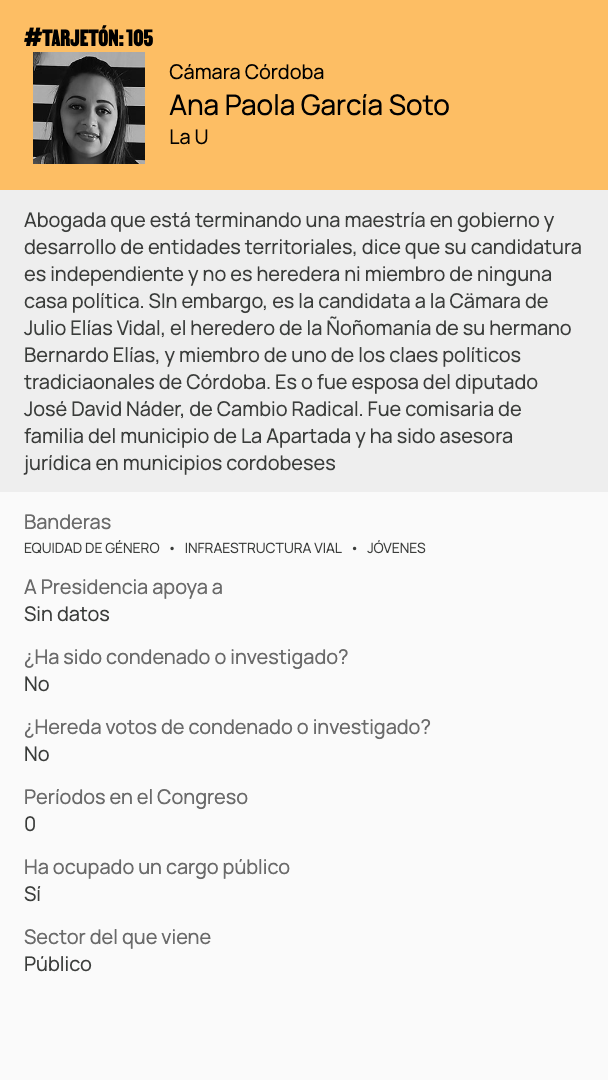 #TARJETÓN: 105
Cámara Córdoba
Ana Paola García Soto
La U
Abogada que está terminando una maestría en gobierno y
desarrollo de entidades territoriales, dice que su candidatura
es independiente y no es heredera ni miembro de ninguna
casa política. SIn embargo, es la candidata a la Cämara de
Julio Elías Vidal, el heredero de la Ñoñomanía de su hermano
Bernardo Elías, y miembro de uno de los claes políticos
tradiciaonales de Córdoba. Es o fue esposa del diputado
José David Náder, de Cambio Radical. Fue comisaria de
familia del municipio de La Apartada y ha sido asesora
jurídica en municipios cordobeses
Banderas
EQUIDAD DE GÉNERO • INFRAESTRUCTURA VIAL • JÓVENES
A Presidencia apoya a
Sin datos
¿Ha sido condenado o investigado?
No
¿Hereda votos de condenado o investigado?
No
Períodos en el Congreso
0
Ha ocupado un cargo público
Sí
Sector del que viene
Público